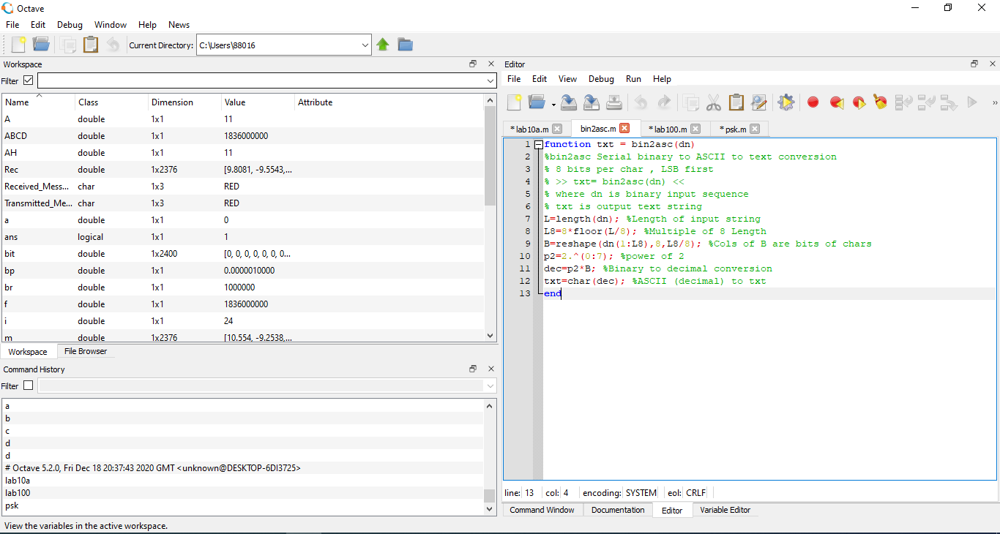 Octave
File Edit Debug Window Help News
Current Directory: C:\Users\88016
Workspace
Filter
Name Class Dimension Value Attribute
A double 1x1 11
ABCD double 1x1 1836000000
AH double 1x1 11
Rec double 1x2376 [9.8081, -9.5543,...
Received_Mess... char 1x3 RED
Transmitted_Me... char 1x3 RED
a double 1x1 0
ans logical 1x1 1
bit double 1x2400 [0, 0, 0, 0, 0, 0, 0...
bp double 1x1 0.0000010000
br double 1x1 1000000
f double 1x1 1836000000
i double 1x1 24
m double 1x2376 [10.554, -9.2538,...
Workspace File Browser
Command History
Filter
a
b
c
d
d
# Octave 5.2.0, Fri Dec 18 20:37:43 2020 GMT <unknown@DESKTOP-6DI3725>
lab10a
lab100
psk
View the variables in the active workspace.
Editor
File Edit View Debug Run Help
»
* lab10a.m bin2asc.m * lab100.m * psk.m
1 function txt = bin2asc(dn)
2 %bin2asc Serial binary to ASCII to text conversion
3 % 8 bits per char , LSB first
4 % >> txt= bin2asc(dn) <<
5 % where dn is binary input sequence
6 % txt is output text string
7 L=length(dn); %Length of input string
8 L8=8*floor(L/8); %Multiple of 8 Length
9 B=reshape(dn(1:L8),8,L8/8); %Cols of B are bits of chars
10 p2=2.^(0:7); %power of 2
11 dec=p2*B; %Binary to decimal conversion
12 txt=char(dec); %ASCII (decimal) to txt
13 end
line: 13 col: 4 encoding: SYSTEM eol: CRLF
Command Window Documentation Editor Variable Editor